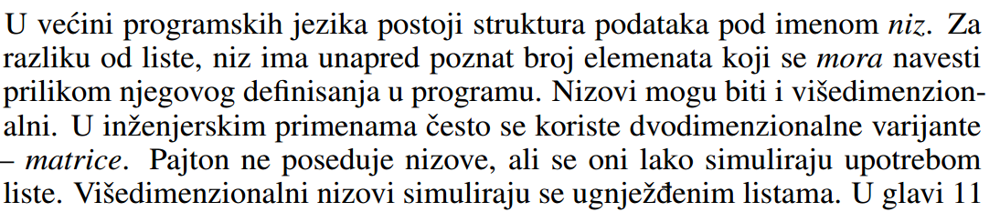 U većini programskih jezika postoji struktura podataka pod imenom niz. Za
razliku od liste, niz ima unapred poznat broj elemenata koji se mora navesti
prilikom njegovog definisanja u programu. Nizovi mogu biti i višedimenzion-
alni. U inženjerskim primenama često se koriste dvodimenzionalne varijante
– matrice. Pajton ne poseduje nizove, ali se oni lako simuliraju upotrebom
liste. Višedimenzionalni nizovi simuliraju se ugnježđenim listama. U glavi 11